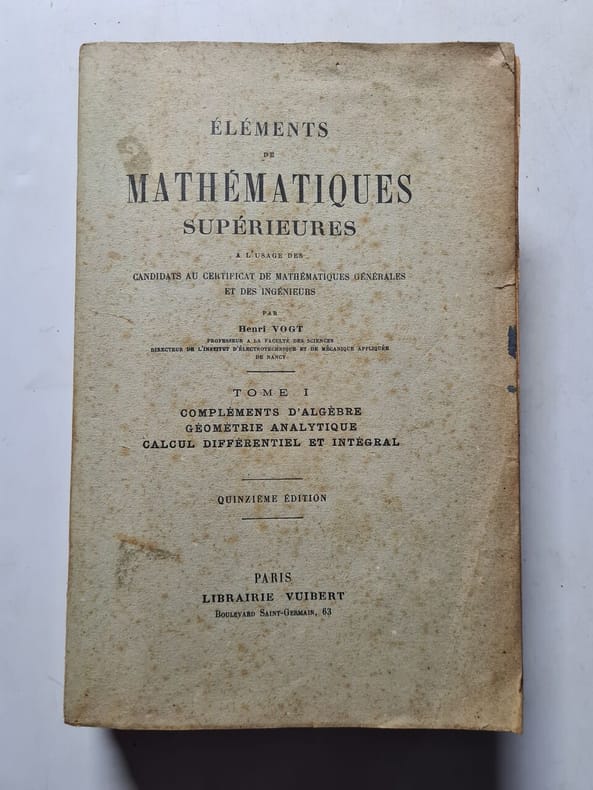 ÉLÉMENTS
DE
MATHÉMATIQUES
SUPÉRIEURES
A L'USAGE DES
CANDIDATS AU CERTIFICAT DE MATHÉMATIQUES GÉNÉRALES
ET DES INGÉNIEURS
PAR
Henri VOGT
PROFESSEUR A LA FACULTÉ DES SCIENCES
DIRECTEUR DE L'INSTITUT D'ÉLECTROTECHNIQUE ET DE MÉCANIQUE APPLIQUÉE
DE NANCY
TOME I
COMPLÉMENTS D'ALGÈBRE
GÉOMÉTRIE ANALYTIQUE
CALCUL DIFFÉRENTIEL ET INTÉGRAL
QUINZIÈME ÉDITION
PARIS
LIBRAIRIE VUIBERT
BOULEVARD SAINT-GERMAIN, 63